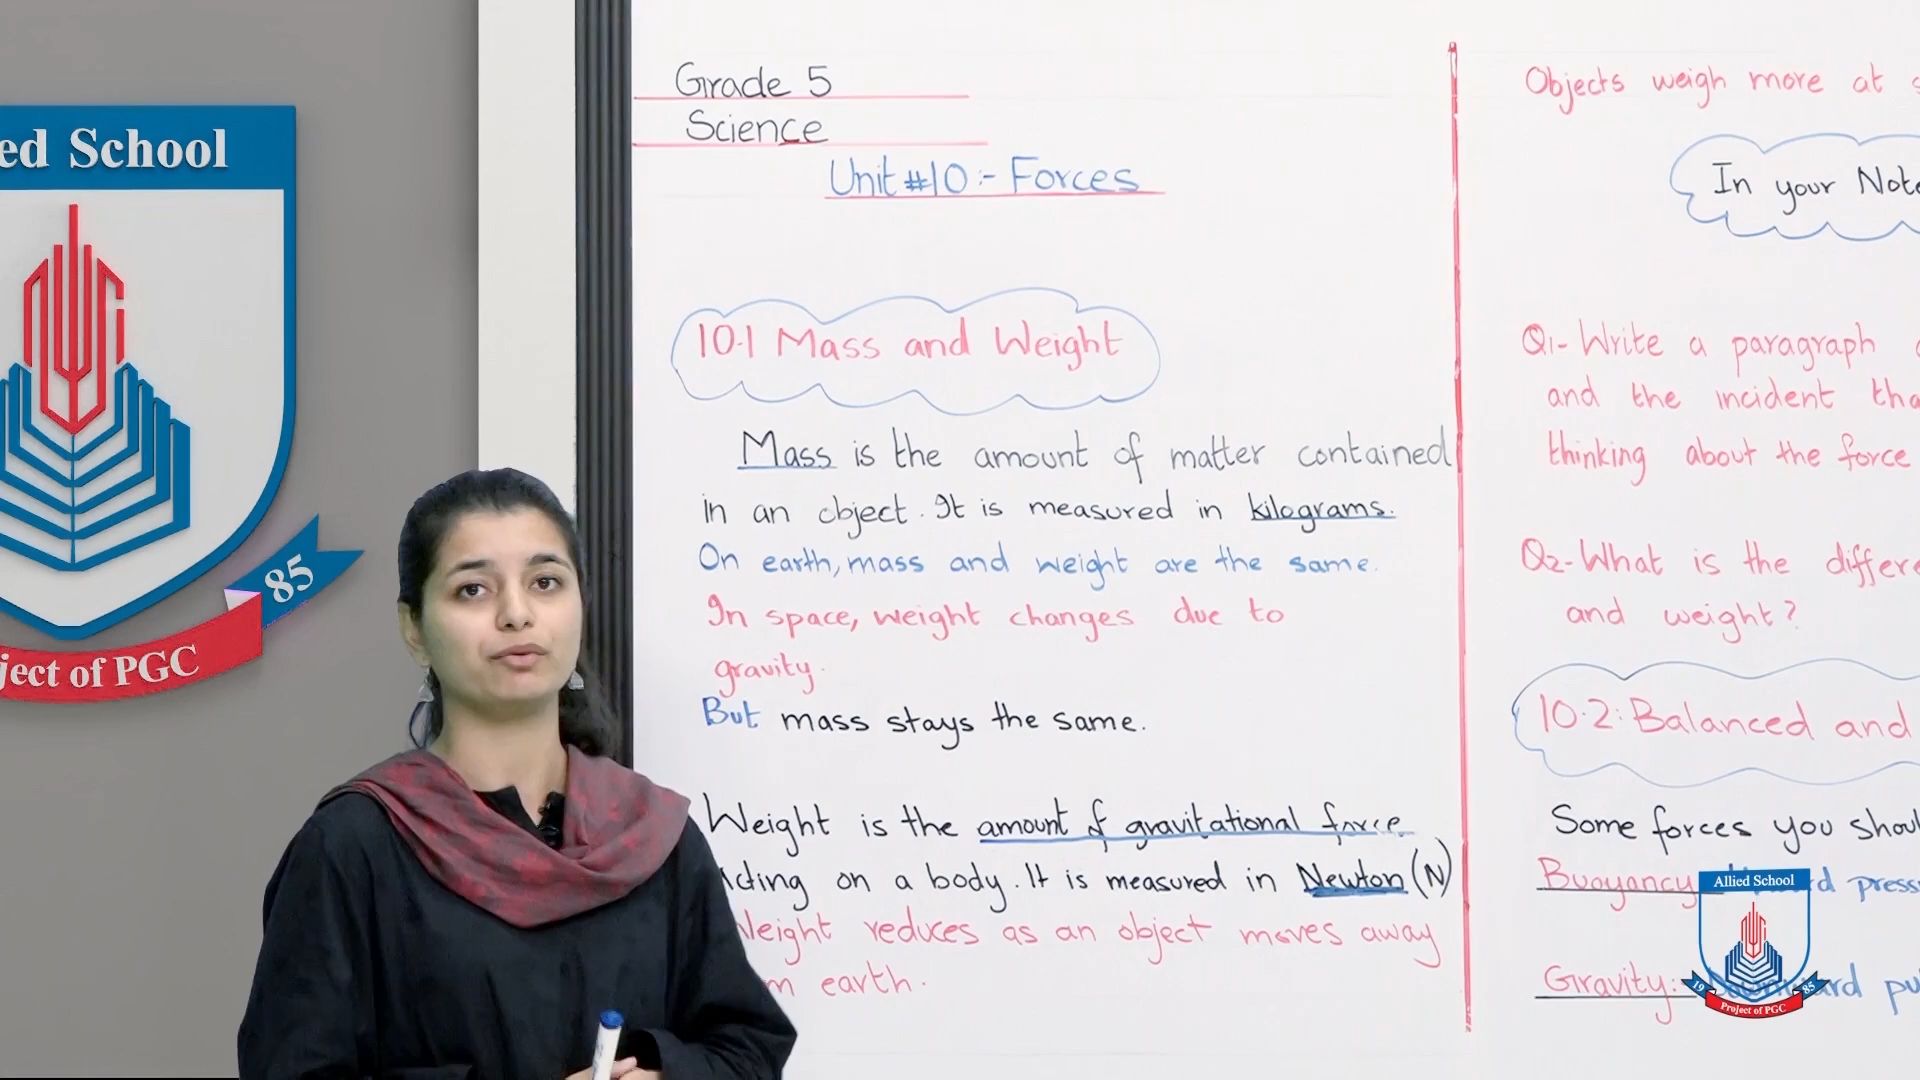 ed School
85
ject of PGC
Grade 5
Science
Unit #10:- Forces
10.1 Mass and Weight
Mass is the amount of matter contained
in an object. It is measured in kilograms.
On earth, mass and weight are the same.
In space, weight changes due to
gravity.
But mass stays the same.
Weight is the amount of gravitational force
cting on a body. It is measured in Newton (N)
Weight reduces as an object moves away
m earth.
Objects weigh more at s
In your Note
Q1- Write a paragraph
and the incident tha
thinking about the force
Q2- What is the differe
and weight?
10.2: Balanced and
Some forces you shoul
Buoyancy rd press
Gravity: Downward pu
Allied School
19 85
Project of PGC